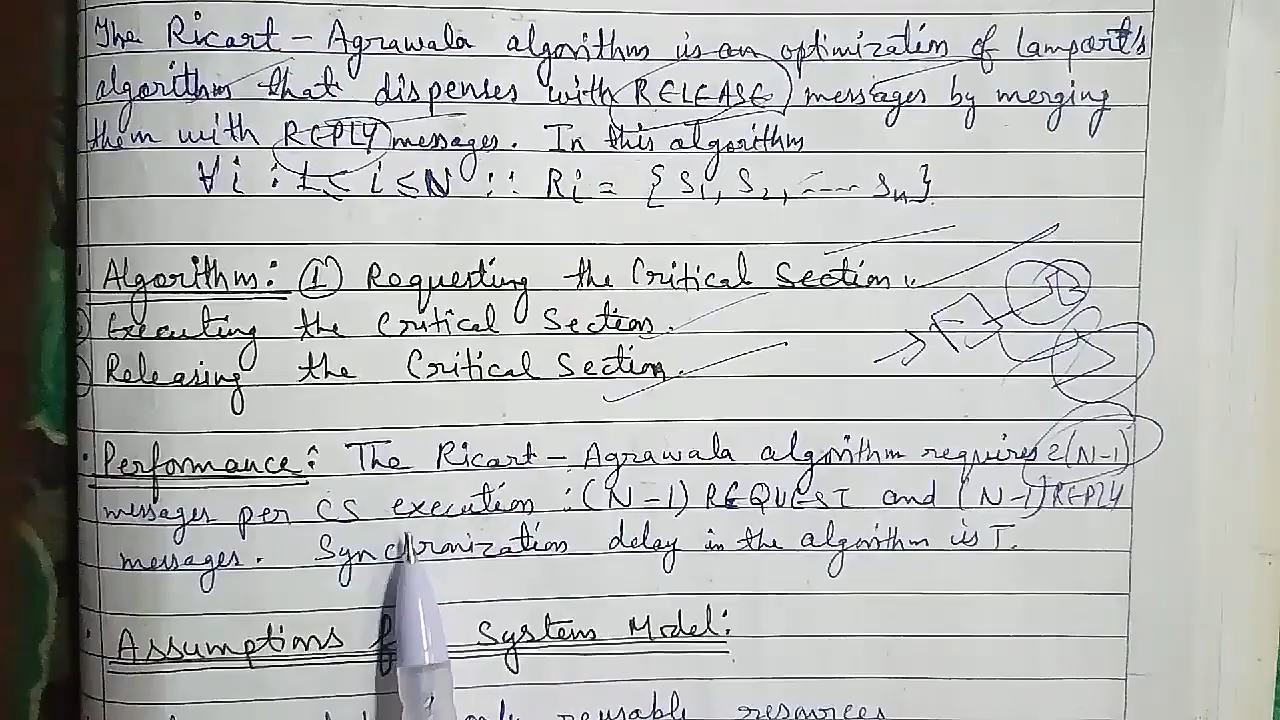 The Ricart - Agrawala algorithm is an optimization of Lamport's
algorithm that dispenses with RELEASE messages by merging
them with REPLY messages. In this algorithm
∀i : 1 ≤ i ≤ N :: Ri = {S1, S2, ---- Sn}
Algorithm: ① Requesting the Critical Section.
Executing the Critical Section.
Releasing the Critical Section.
Performance: The Ricart - Agrawala algorithm requires 2(N-1)
messages per CS execution : (N-1) REQUEST and (N-1) REPLY
messages. Synchronization delay in the algorithm is T.
Assumptions System Model:
only reusable resources